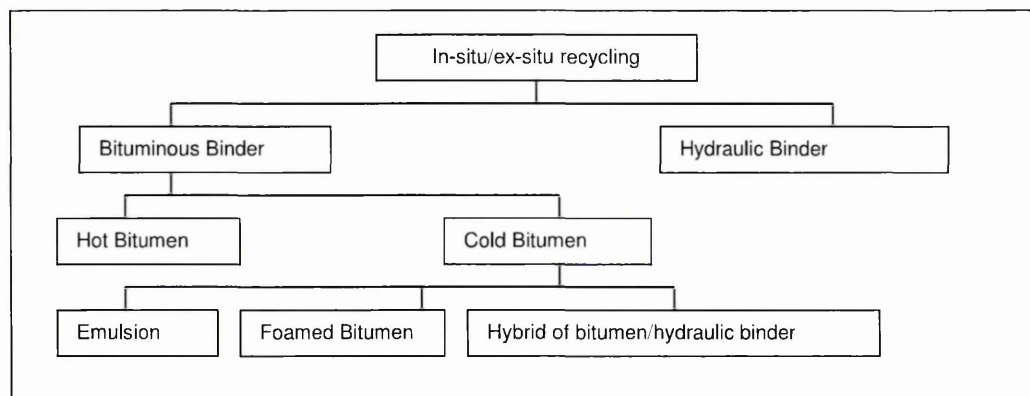 In-situ/ex-situ recycling
Bituminous Binder
Hydraulic Binder
Hot Bitumen
Cold Bitumen
Emulsion
Foamed Bitumen
Hybrid of bitumen/hydraulic binder